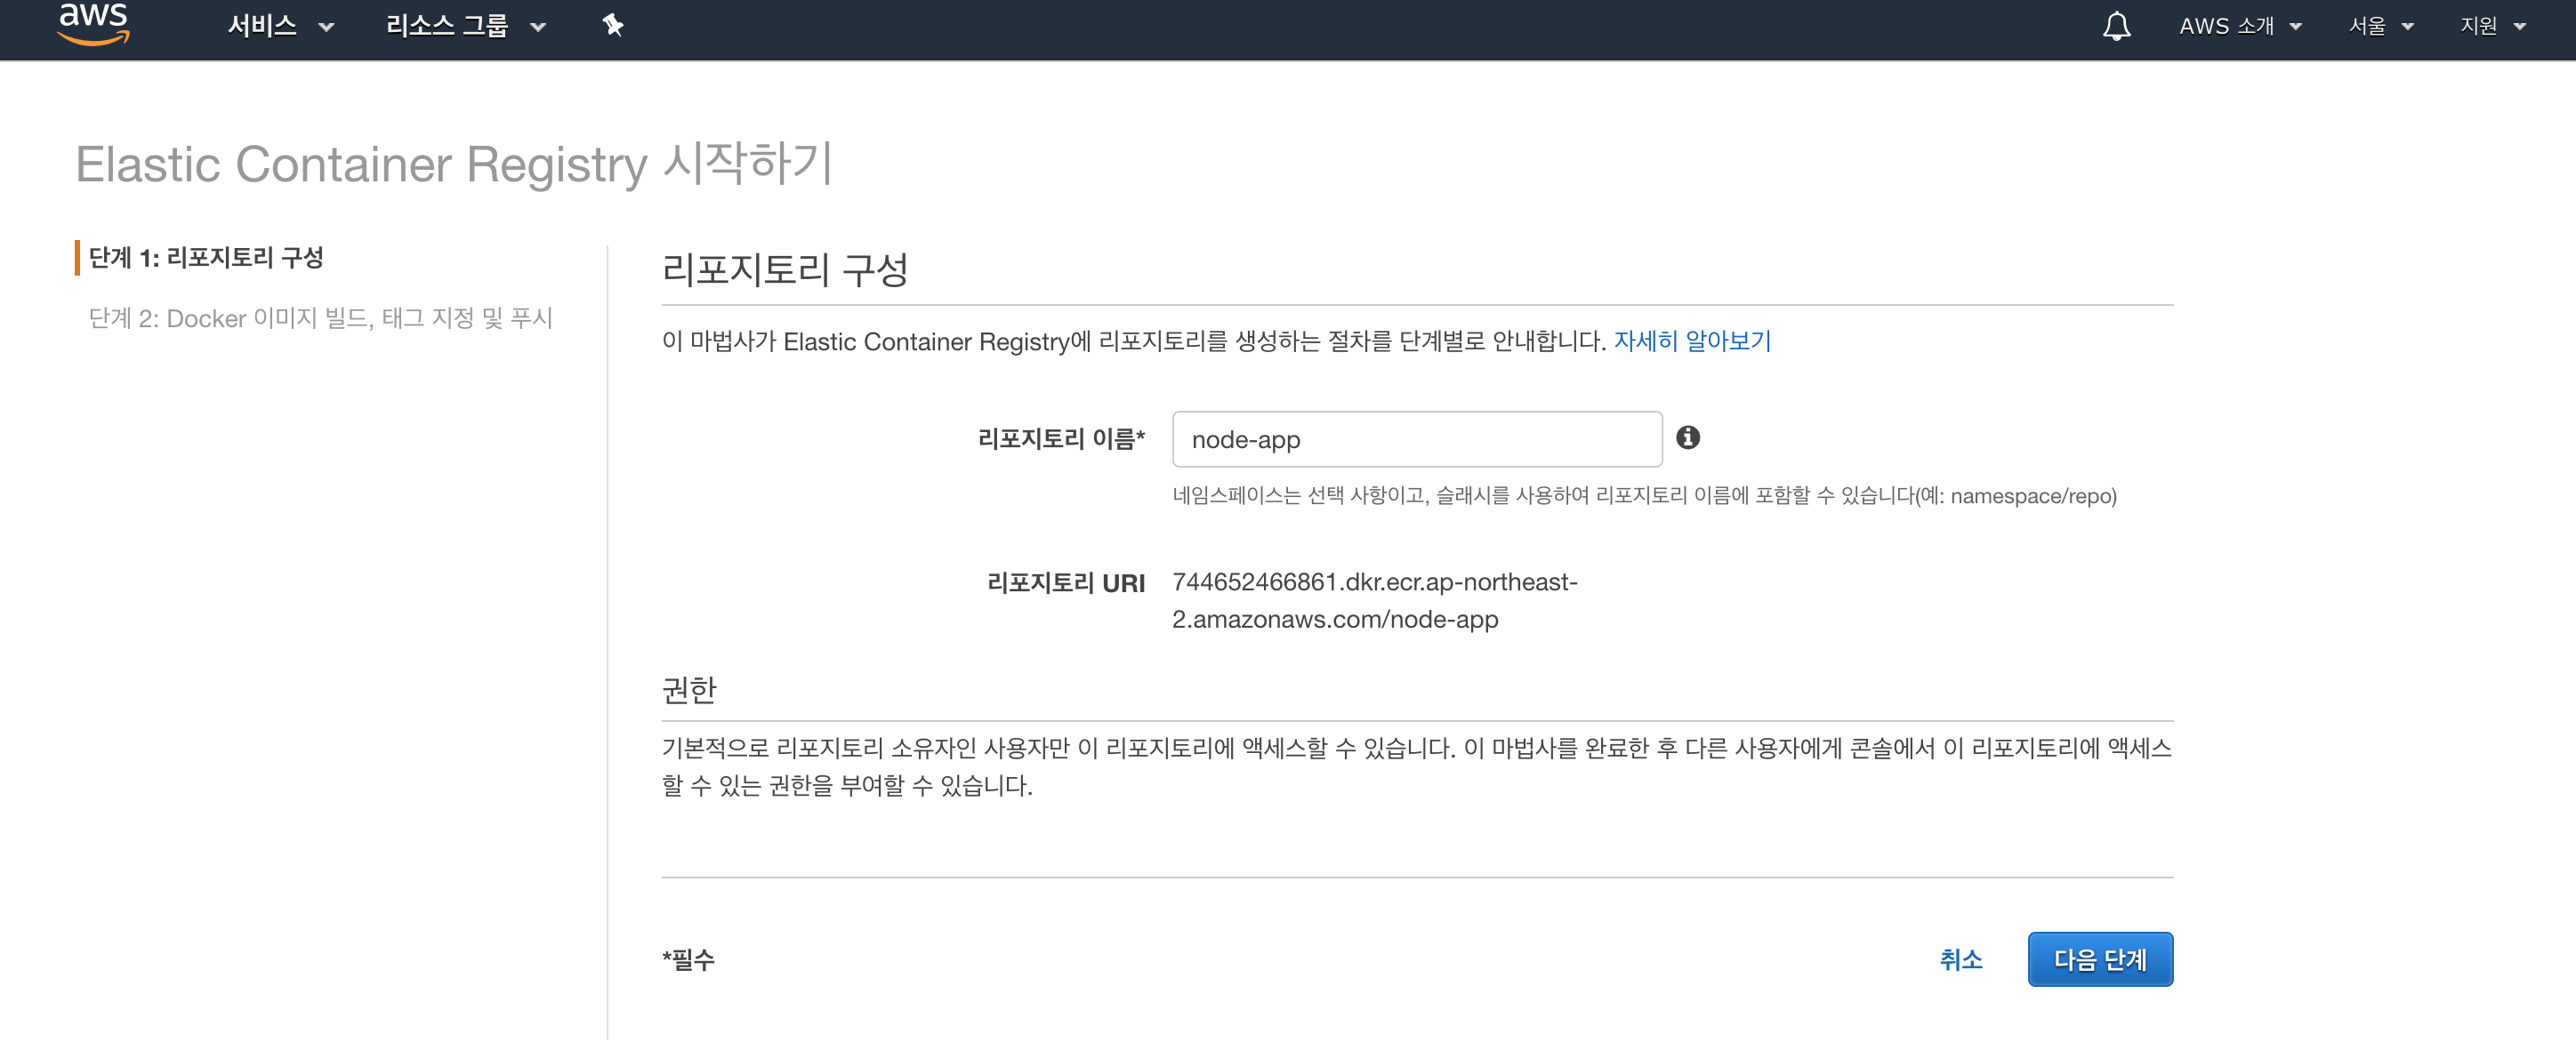 aws 서비스 리소스 그룹 AWS 소개 서울 지원
Elastic Container Registry 시작하기
단계 1: 리포지토리 구성
단계 2: Docker 이미지 빌드, 태그 지정 및 푸시
리포지토리 구성
이 마법사가 Elastic Container Registry에 리포지토리를 생성하는 절차를 단계별로 안내합니다. 자세히 알아보기
리포지토리 이름* node-app
네임스페이스는 선택 사항이고, 슬래시를 사용하여 리포지토리 이름에 포함할 수 있습니다(예: namespace/repo)
리포지토리 URI 744652466861.dkr.ecr.ap-northeast-
2.amazonaws.com/node-app
권한
기본적으로 리포지토리 소유자인 사용자만 이 리포지토리에 액세스할 수 있습니다. 이 마법사를 완료한 후 다른 사용자에게 콘솔에서 이 리포지토리에 액세스
할 수 있는 권한을 부여할 수 있습니다.
*필수 취소 다음 단계